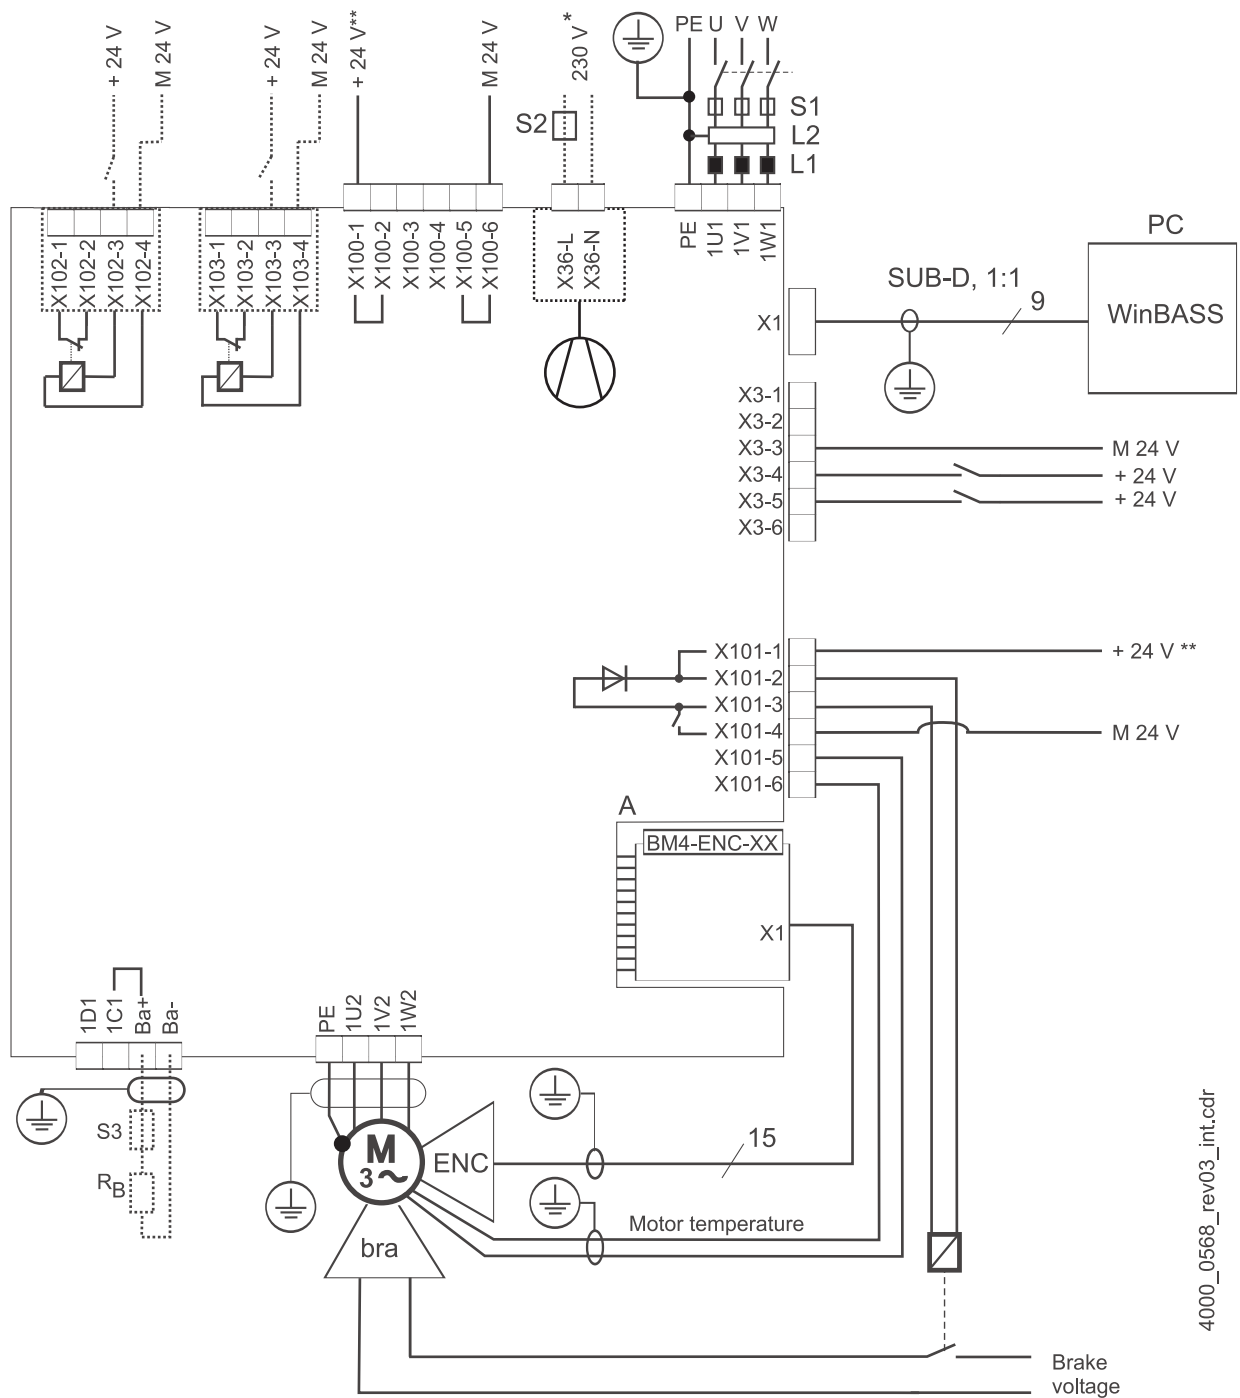 + 24 V
M 24 V
+ 24 V
M 24 V
+ 24 V**
M 24 V
230 V*
PE U V W
S2
S1
L2
L1
X102-1
X102-2
X102-3
X102-4
X103-1
X103-2
X103-3
X103-4
X100-1
X100-2
X100-3
X100-4
X100-5
X100-6
X36-L
X36-N
PE
1U1
1V1
1W1
PC
SUB-D, 1:1
9
WinBASS
X1
X3-1
X3-2
X3-3
M 24 V
X3-4
+ 24 V
X3-5
+ 24 V
X3-6
X101-1
+ 24 V **
X101-2
X101-3
X101-4
M 24 V
X101-5
X101-6
A
BM4-ENC-XX
X1
1D1
1C1
Ba+
Ba-
PE
1U2
1V2
1W2
S3
RB
M
3~
ENC
15
Motor temperature
bra
Brake
voltage
4000_0568_rev03_int.cdr